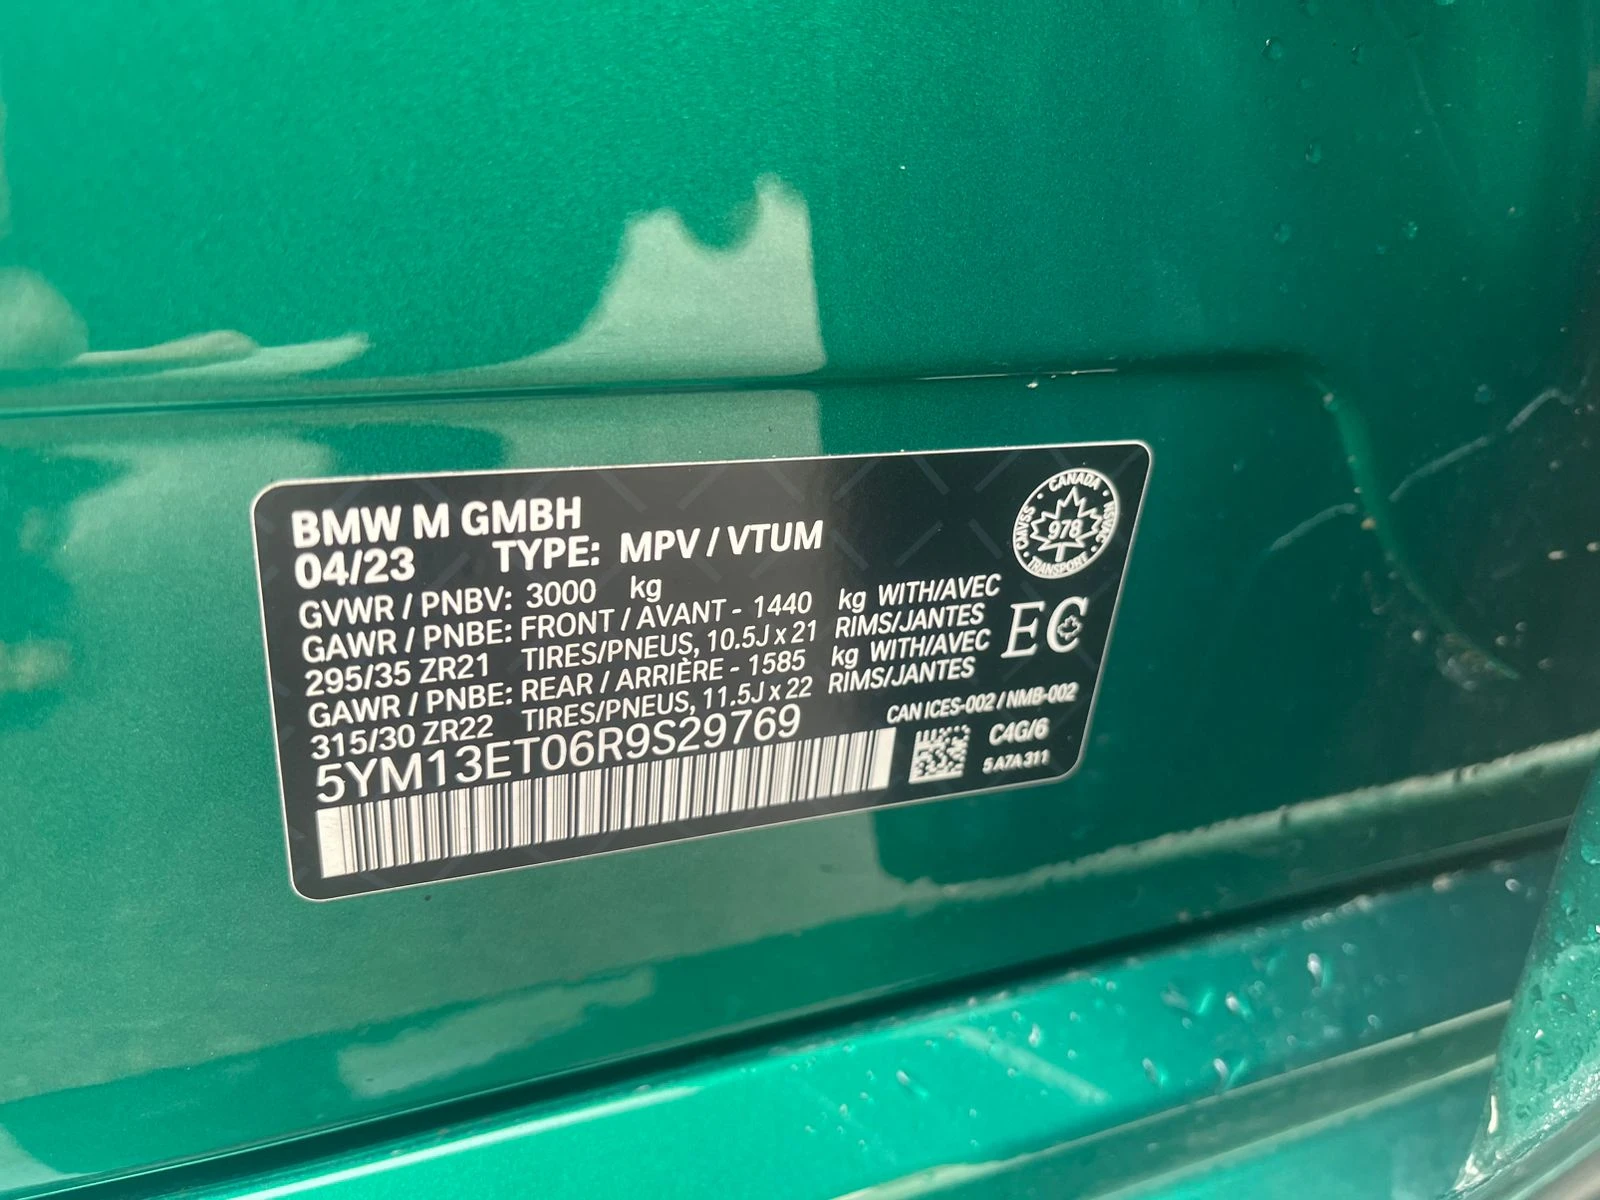 BMW M GMBH
04/23 TYPE: MPV / VTUM
GVWR / PNBV: 3000 kg
GAWR / PNBE: FRONT / AVANT - 1440 kg WITH/AVEC
295/35 ZR21 TIRES/PNEUS, 10.5J x 21 RIMS/JANTES
GAWR / PNBE: REAR / ARRIÈRE - 1585 kg WITH/AVEC
315/30 ZR22 TIRES/PNEUS, 11.5J x 22 RIMS/JANTES
5YM13ET06R9S29769
CANADA
CMVSS 978 NSVAC
TRANSPORT
EC
CAN ICES-002 / NMB-002
C4G/6
5 A7A 311